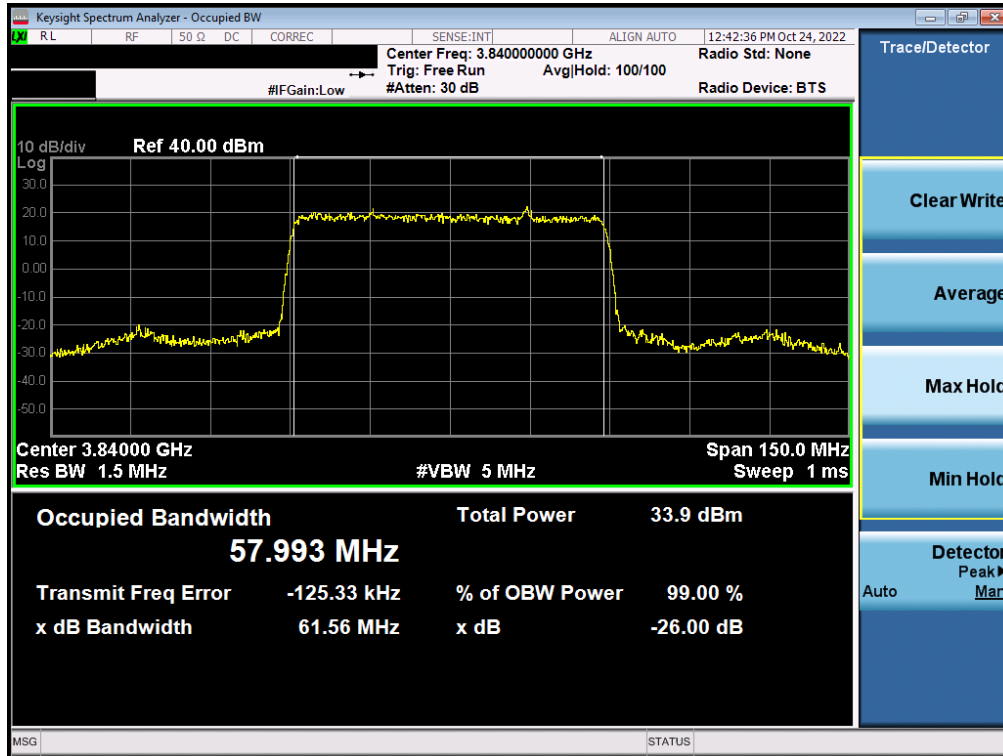 Keysight Spectrum Analyzer - Occupied BW
LXI RL RF 50 Ω DC CORREC SENSE:INT ALIGN AUTO 12:42:36 PM Oct 24, 2022
Center Freq: 3.840000000 GHz Radio Std: None
Trig: Free Run Avg|Hold: 100/100
#IFGain:Low #Atten: 30 dB Radio Device: BTS
10 dB/div Ref 40.00 dBm
Log
30.0
20.0
10.0
0.00
-10.0
-20.0
-30.0
-40.0
-50.0
Center 3.84000 GHz Span 150.0 MHz
Res BW 1.5 MHz #VBW 5 MHz Sweep 1 ms
Occupied Bandwidth Total Power 33.9 dBm
57.993 MHz
Transmit Freq Error -125.33 kHz % of OBW Power 99.00 %
x dB Bandwidth 61.56 MHz x dB -26.00 dB
MSG STATUS
Trace/Detector
Clear Write
Average
Max Hold
Min Hold
Detector
Peak▶
Auto Man